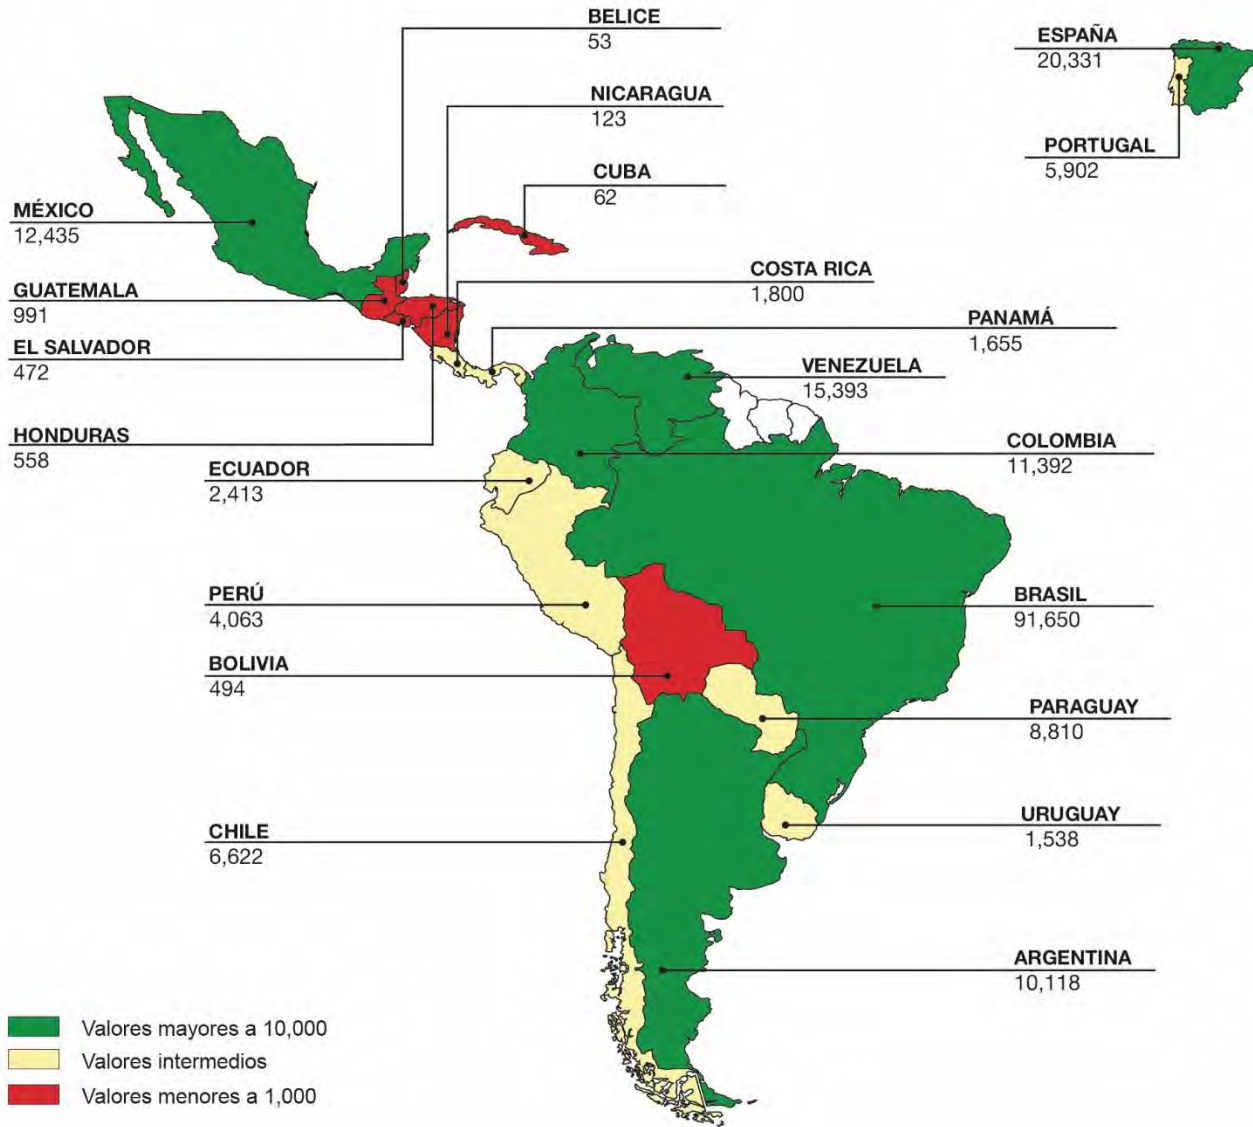 BELICE
53
ESPAÑA
20,331
NICARAGUA
123
PORTUGAL
5,902
CUBA
62
MÉXICO
12,435
COSTA RICA
1,800
GUATEMALA
991
PANAMÁ
1,655
EL SALVADOR
472
VENEZUELA
15,393
HONDURAS
558
COLOMBIA
11,392
ECUADOR
2,413
PERÚ
4,063
BRASIL
91,650
BOLIVIA
494
PARAGUAY
8,810
CHILE
6,622
URUGUAY
1,538
ARGENTINA
10,118
Valores mayores a 10,000
Valores intermedios
Valores menores a 1,000